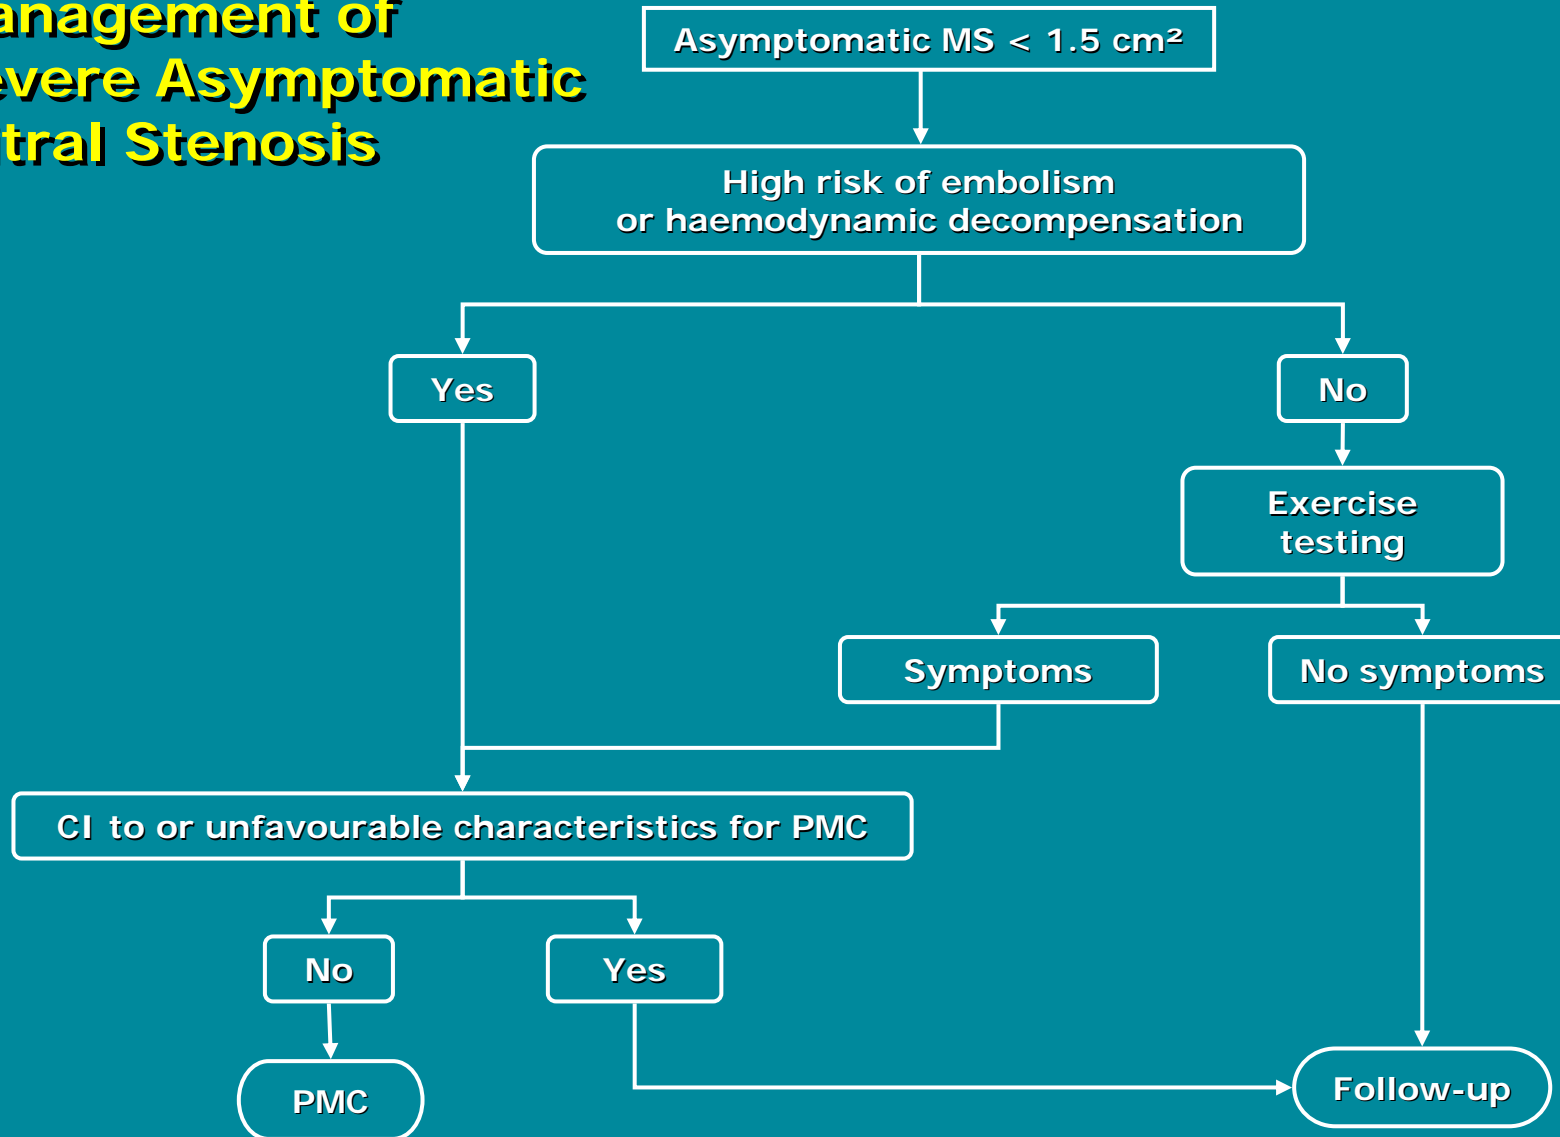 anagement of
evere Asymptomatic
tral Stenosis
Asymptomatic MS < 1.5 cm²
High risk of embolism
or haemodynamic decompensation
Yes
No
Exercise
testing
Symptoms
No symptoms
CI to or unfavourable characteristics for PMC
No
Yes
PMC
Follow-up